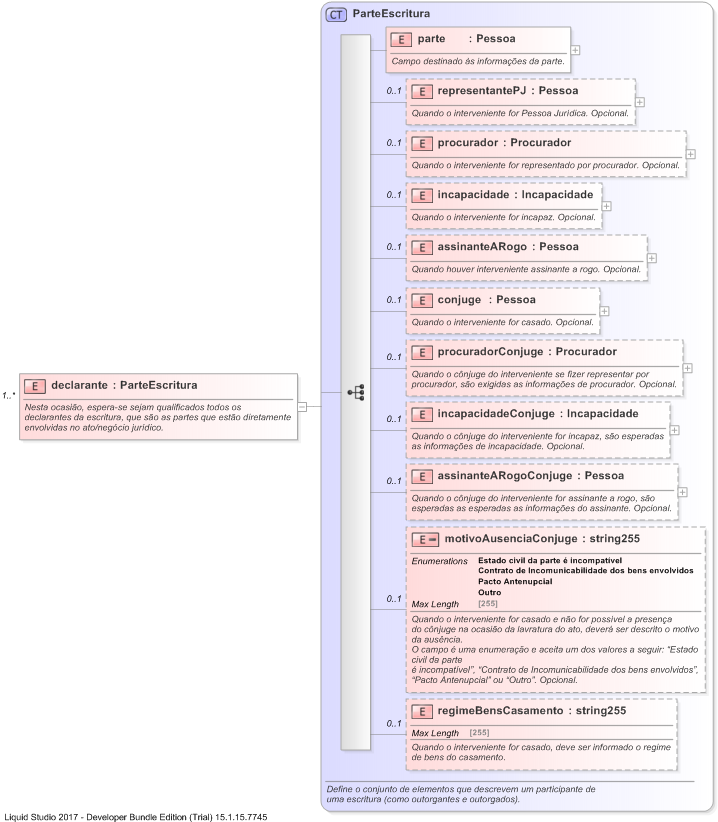 CT ParteEscritura
E parte : Pessoa
Campo destinado ás informações da parte.
0..1
E representantePJ : Pessoa
Quando o interveniente for Pessoa Jurídica. Opcional.
0..1
E procurador : Procurador
Quando o interveniente for representado por procurador. Opcional.
0..1
E incapacidade : Incapacidade
Quando o interveniente for incapaz. Opcional.
0..1
E assinanteARogo : Pessoa
Quando houver interveniente assinante a rogo. Opcional.
0..1
E conjuge : Pessoa
Quando o interveniente for casado. Opcional.
0..1
E procuradorConjuge : Procurador
Quando o cônjuge do interveniente se fizer representar por
procurador, são exigidas as informações de procurador. Opcional.
1..*
E declarante : ParteEscritura
Nesta ocasião, espera-se sejam qualificados todos os
declarantes da escritura, que são as partes que estão diretamente
envolvidas no ato/negócio jurídico.
0..1
E incapacidadeConjuge : Incapacidade
Quando o cônjuge do interveniente for incapaz, são esperadas
as informações de incapacidade. Opcional.
0..1
E assinanteARogoConjuge : Pessoa
Quando o cônjuge do interveniente for assinante a rogo, são
esperadas as esperadas as informações do assinante. Opcional.
0..1
E motivoAusenciaConjuge : string255
Enumerations Estado civil da parte é incompatível
Contrato de Incomunicabilidade dos bens envolvidos
Pacto Antenupcial
Outro
Max Length [255]
Quando o interveniente for casado e não for possível a presença
do cônjuge na ocasião da lavratura do ato, deverá ser descrito o motivo
da ausência.
O campo é uma enumeração e aceita um dos valores a seguir: “Estado
civil da parte
é incompatível”, “Contrato de Incomunicabilidade dos bens envolvidos”,
“Pacto Antenupcial” ou “Outro”. Opcional.
0..1
E regimeBensCasamento : string255
Max Length [255]
Quando o interveniente for casado, deve ser informado o regime
de bens do casamento.
Define o conjunto de elementos que descrevem um participante de
uma escritura (como outorgantes e outorgados).
Liquid Studio 2017 - Developer Bundle Edition (Trial) 15.1.15.7745